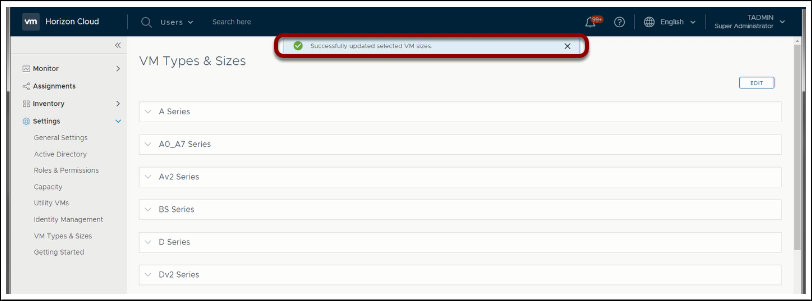 vm Horizon Cloud Users Search here 99+ English TADMIN
Super Administrator
Successfully updated selected VM sizes.
VM Types & Sizes
EDIT
Monitor
Assignments
Inventory
Settings
General Settings
Active Directory
Roles & Permissions
Capacity
Utility VMs
Identity Management
VM Types & Sizes
Getting Started
A Series
A0_A7 Series
Av2 Series
BS Series
D Series
Dv2 Series